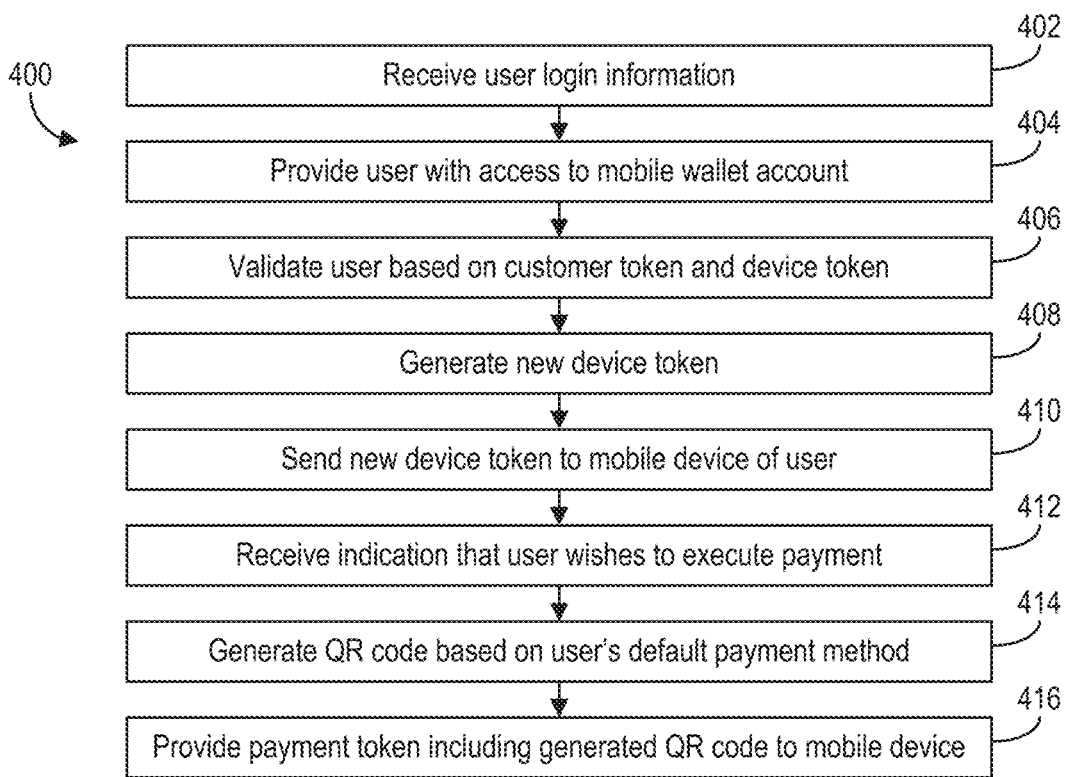 400
402
Receive user login information
404
Provide user with access to mobile wallet account
406
Validate user based on customer token and device token
408
Generate new device token
410
Send new device token to mobile device of user
412
Receive indication that user wishes to execute payment
414
Generate QR code based on user's default payment method
416
Provide payment token including generated QR code to mobile device